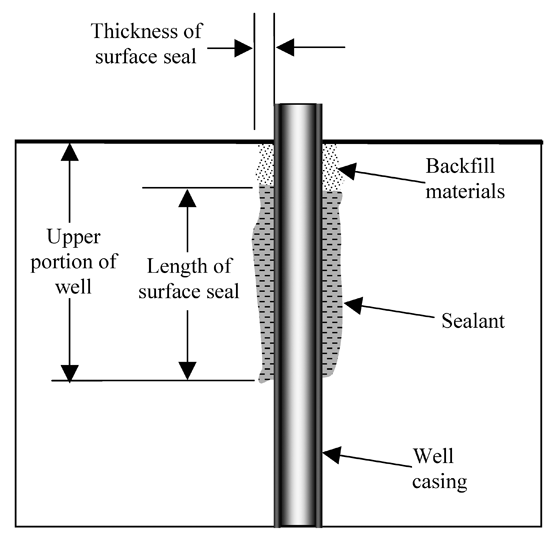 Thickness of
surface seal
Backfill
materials
Upper
portion of
well
Length of
surface seal
Sealant
Well
casing